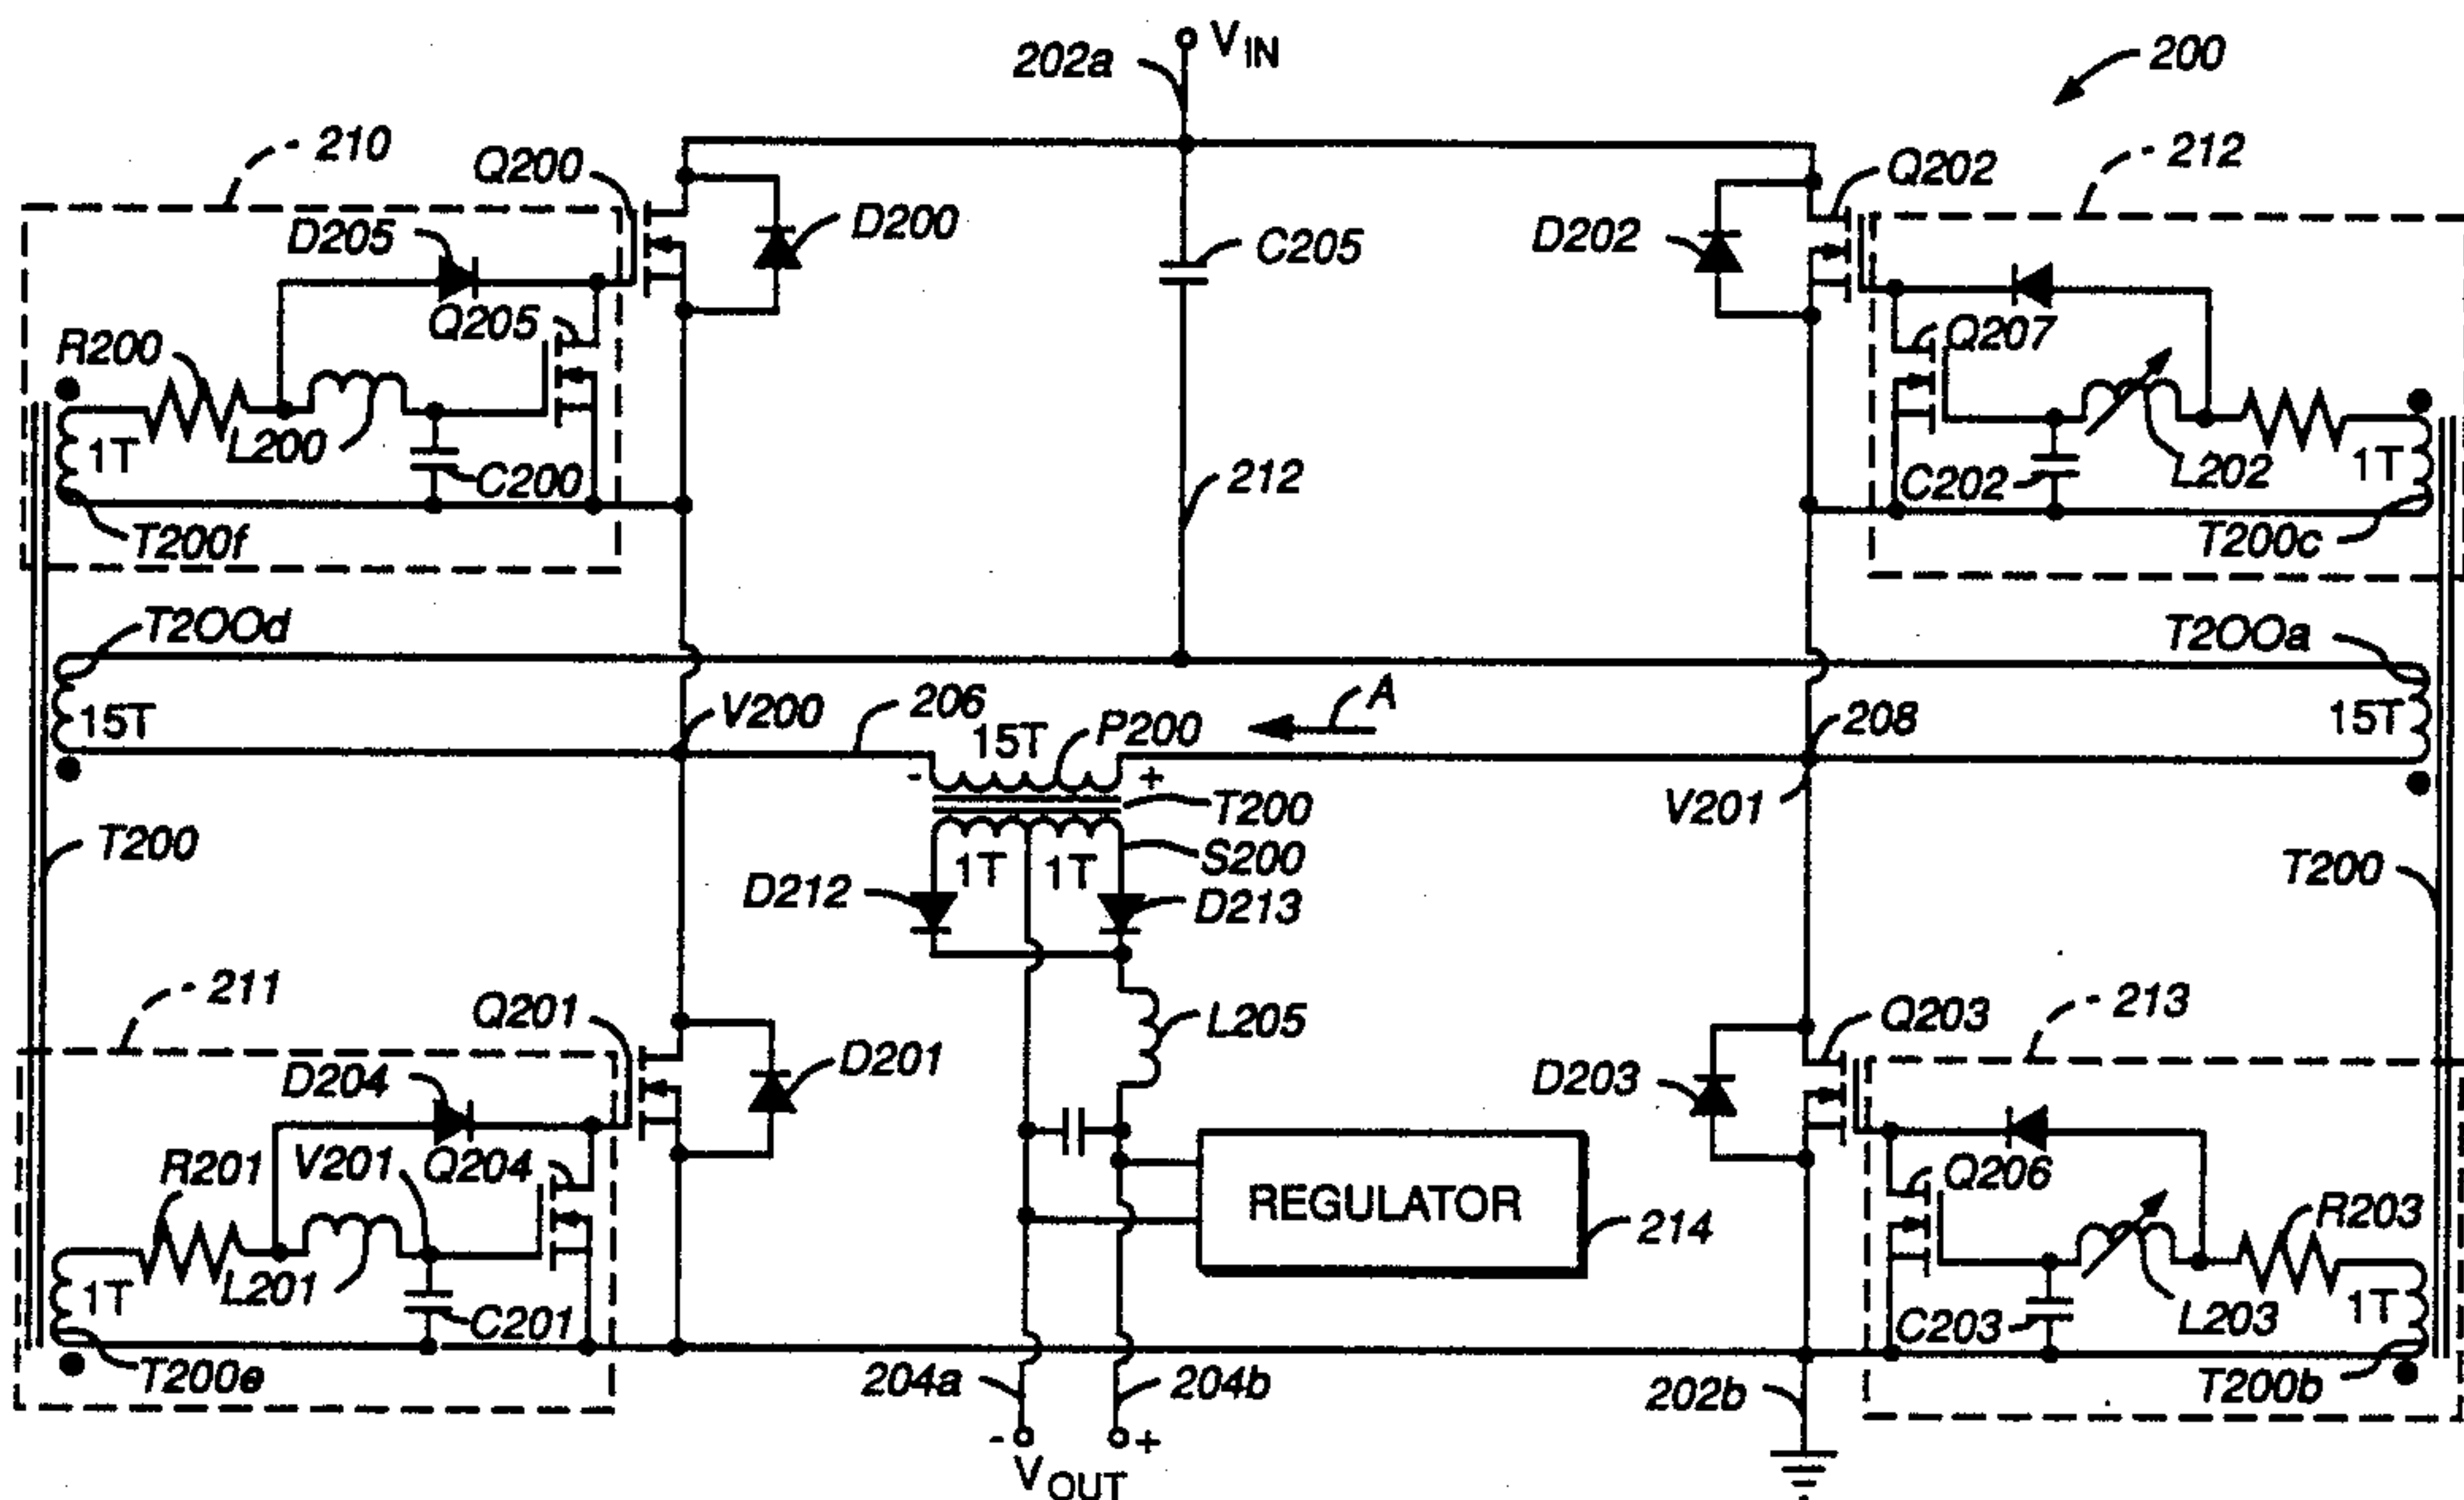 V IN
202a
200
210
Q200
212
Q202
D205
D200
C205
D202
Q205
Q207
R200
1T
L200
C200
212
C202
L202
1T
T200f
T200c
T200d
T200a
15T
V200
206
15T
P200
A
208
15T
-
+
T200
V201
T200
1T
1T
S200
T200
D212
D213
211
Q201
L205
Q203
213
D204
D201
D203
R201
V201
Q204
REGULATOR
214
Q206
R203
1T
L201
C201
C203
L203
1T
T200e
204a
204b
202b
T200b
-
+
V OUT